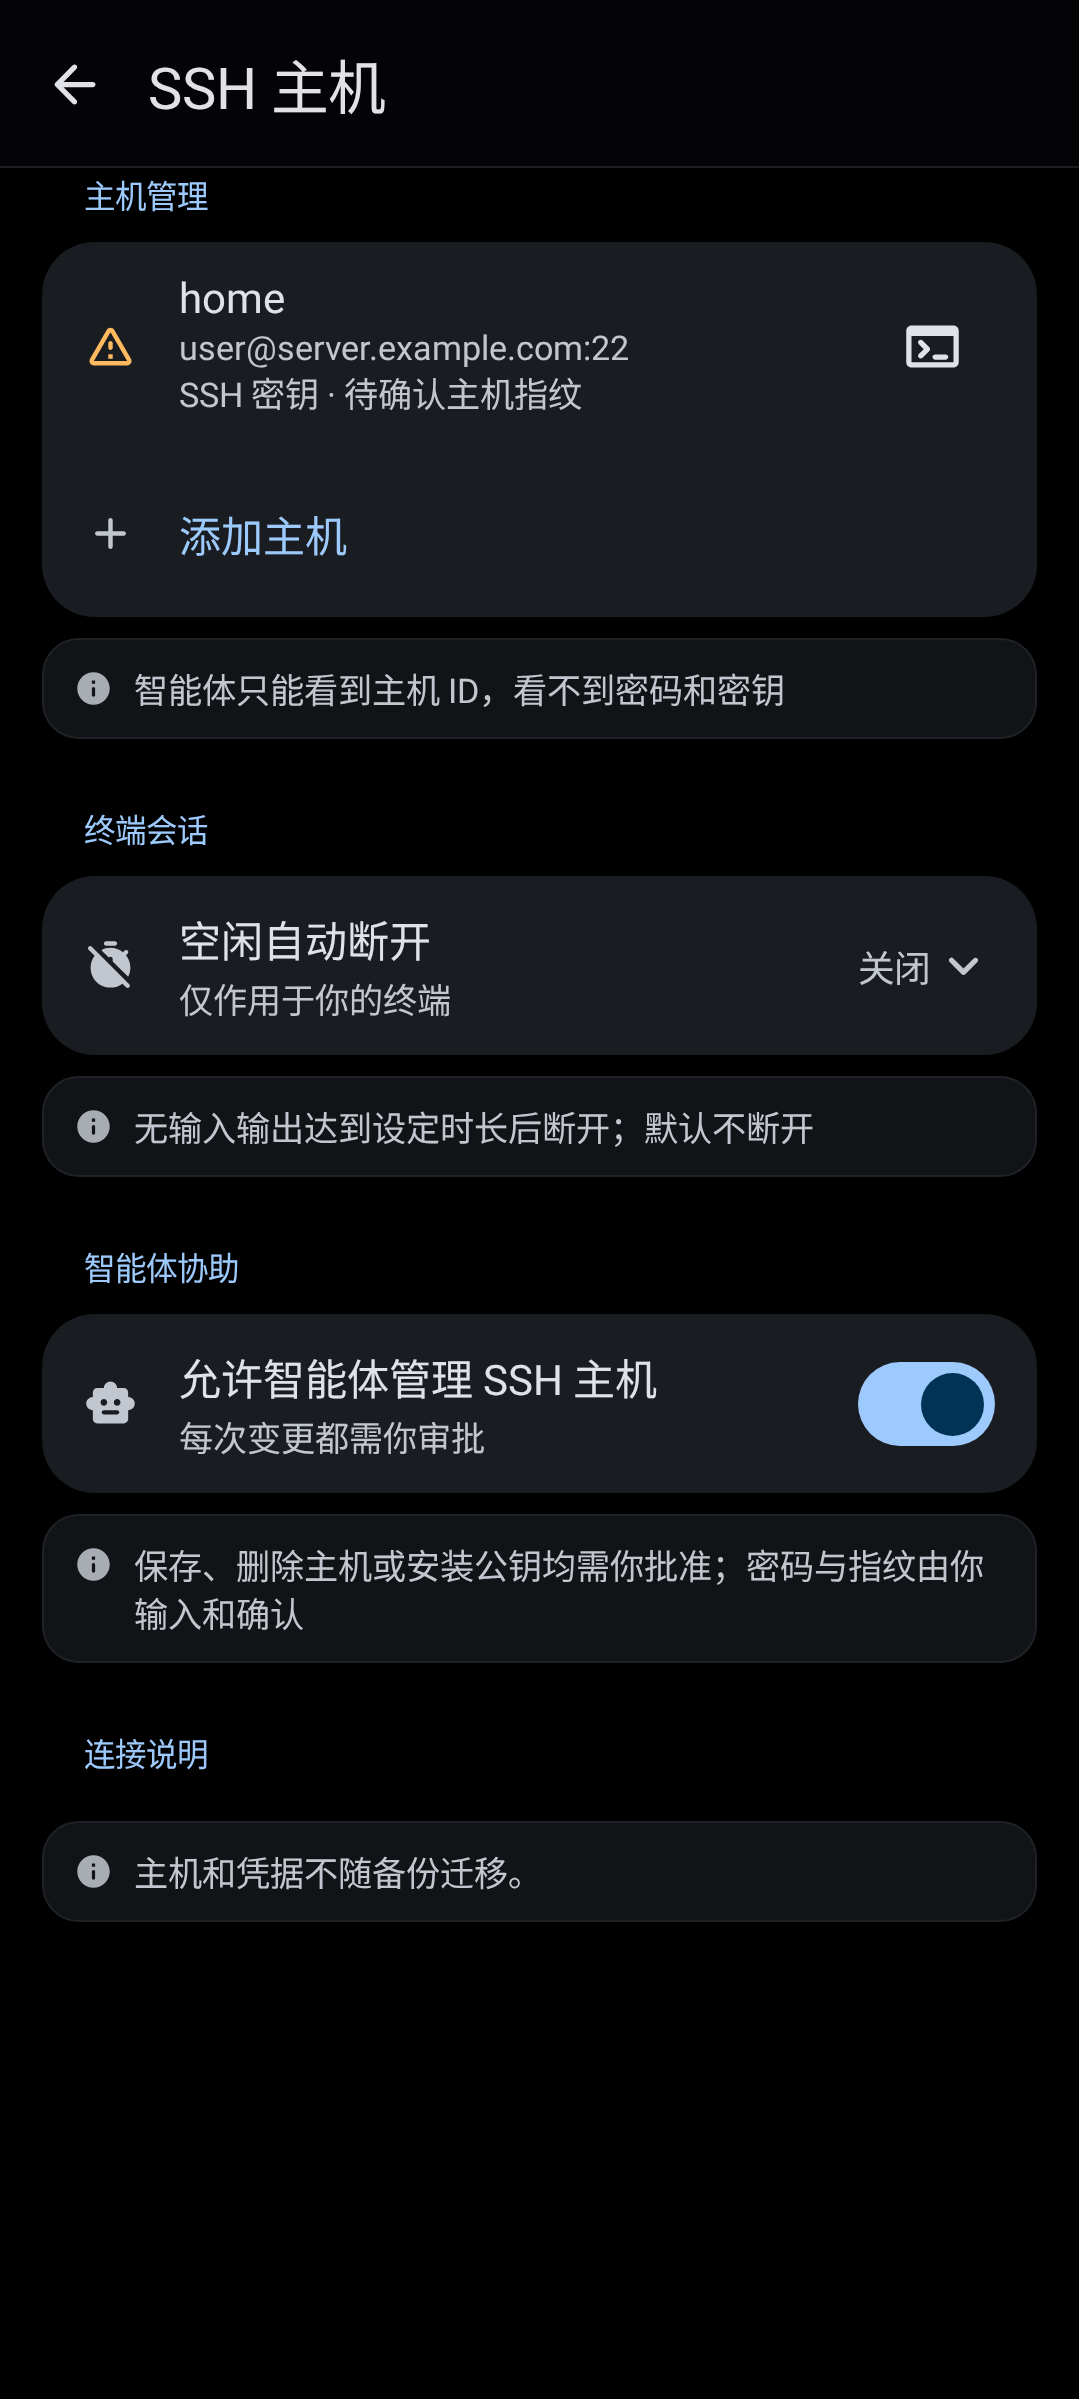 SSH 主机
主机管理
home
user@server.example.com:22
SSH 密钥 · 待确认主机指纹
添加主机
智能体只能看到主机 ID，看不到密码和密钥
终端会话
空闲自动断开
仅作用于你的终端
关闭
无输入输出达到设定时长后断开；默认不断开
智能体协助
允许智能体管理 SSH 主机
每次变更都需你审批
保存、删除主机或安装公钥均需你批准；密码与指纹由你
输入和确认
连接说明
主机和凭据不随备份迁移。